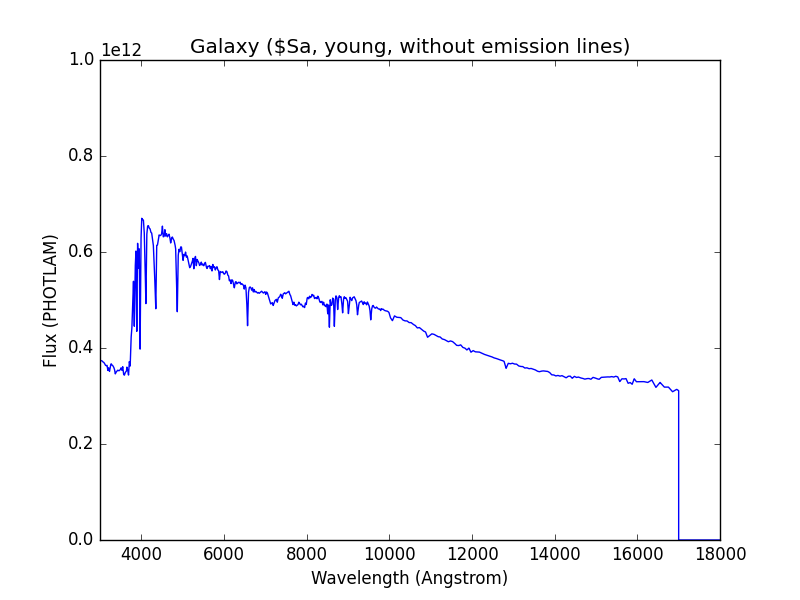 Galaxy ($Sa, young, without emission lines)
1e12
1.0
0.8
0.6
0.4
0.2
0.0
Flux (PHOTLAM)
4000 6000 8000 10000 12000 14000 16000 18000
Wavelength (Angstrom)